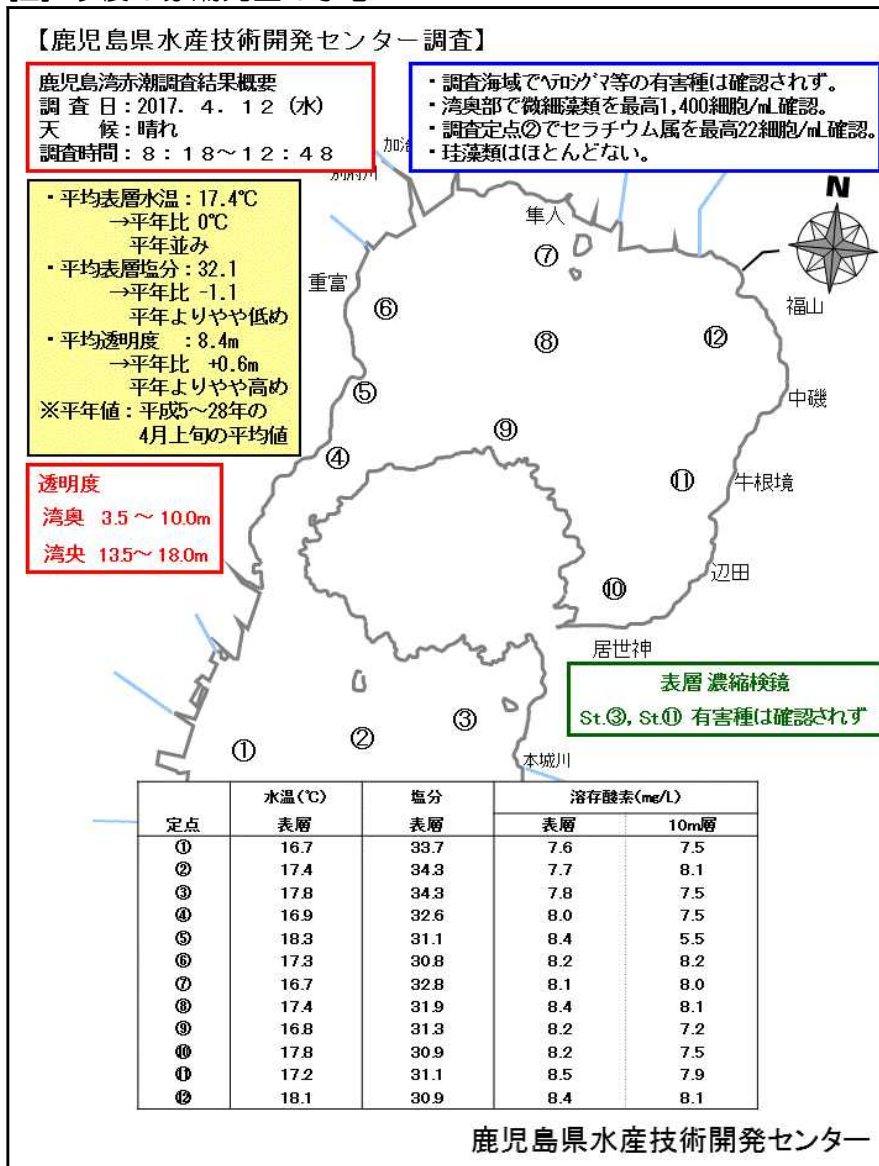 【鹿児島県水産技術開発センター調査】
鹿児島湾赤潮調査結果概要
調 査 日：2017. 4. 12 (水)
天　　候：晴れ
調査時間：8：18～12：48
・調査海域でﾍﾃﾛｼｸﾞﾏ等の有害種は確認されず。
・湾奥部で微細藻類を最高1,400細胞/mL確認。
・調査定点②でセラチウム属を最高22細胞/mL確認。
・珪藻類はほとんどない。
・平均表層水温：17.4℃
→平年比 0℃
平年並み
・平均表層塩分：32.1
→平年比 -1.1
平年よりやや低め
・平均透明度　：8.4m
→平年比　+0.6m
平年よりやや高め
※平年値：平成5～28年の
4月上旬の平均値
透明度
湾奥　3.5 ～ 10.0m
湾央　13.5～ 18.0m
N
隼人
重富
福山
中磯
牛根境
辺田
居世神
本城川
⑦
⑥
⑧
⑫
⑤
⑨
④
⑪
⑩
③
②
①
表層 濃縮検鏡
St.③, St.⑪ 有害種は確認されず
水温(℃)　塩分　溶存酸素(mg/L)
定点　表層　表層　表層　10m層
①　16.7　33.7　7.6　7.5
②　17.4　34.3　7.7　8.1
③　17.8　34.3　7.8　7.5
④　16.9　32.6　8.0　7.5
⑤　18.3　31.1　8.4　5.5
⑥　17.3　30.8　8.2　8.2
⑦　16.7　32.8　8.1　8.0
⑧　17.4　31.9　8.4　8.1
⑨　16.8　31.3　8.2　7.2
⑩　17.8　30.9　8.2　7.5
⑪　17.2　31.1　8.5　7.9
⑫　18.1　30.9　8.4　8.1
鹿児島県水産技術開発センター